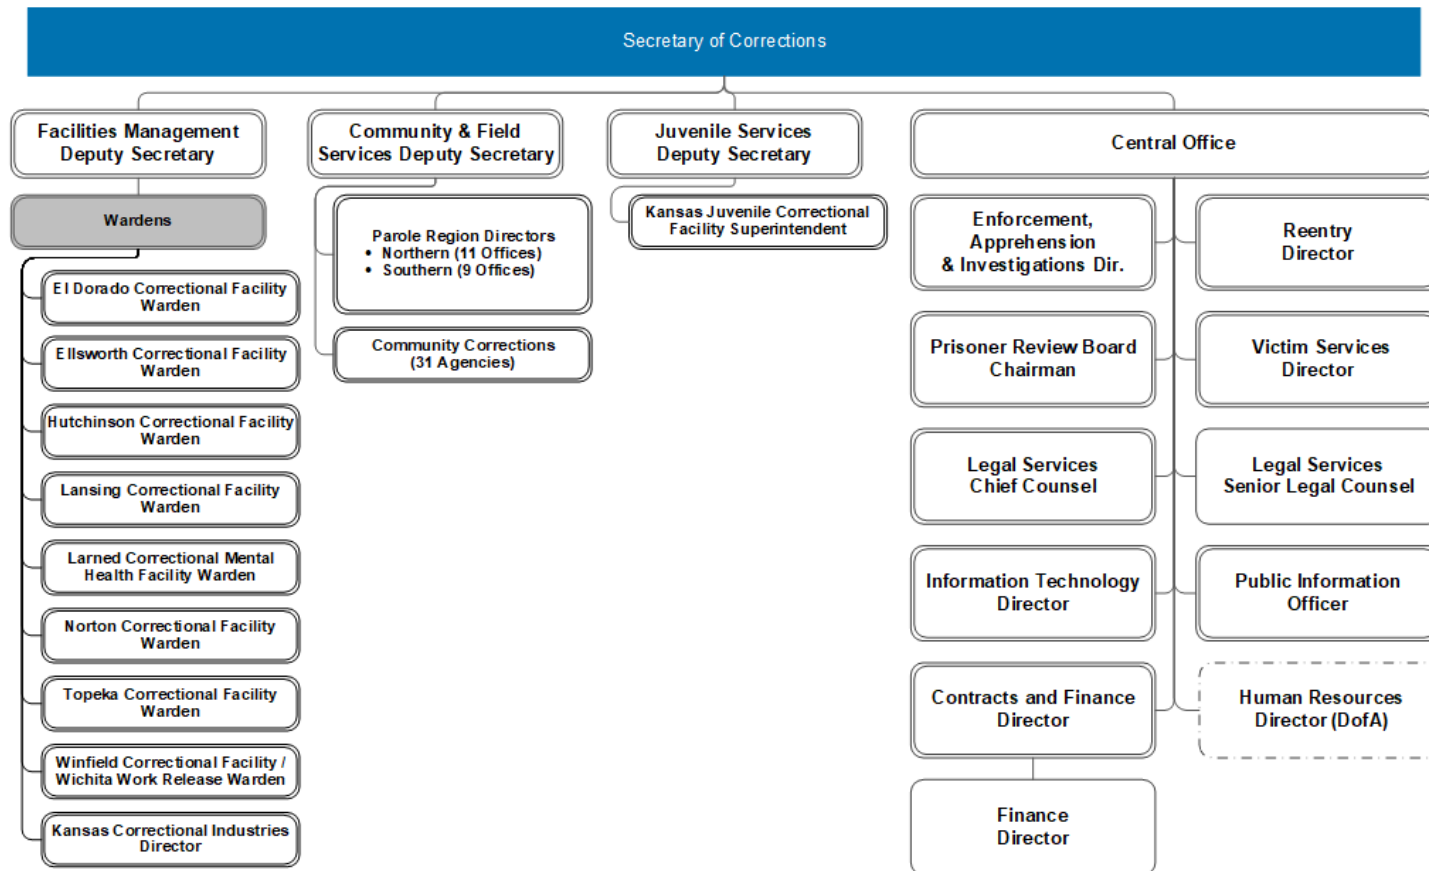 Secretary of Corrections
Facilities Management
Deputy Secretary
Community & Field
Services Deputy Secretary
Juvenile Services
Deputy Secretary
Central Office
Wardens
El Dorado Correctional Facility
Warden
Ellsworth Correctional Facility
Warden
Hutchinson Correctional Facility
Warden
Lansing Correctional Facility
Warden
Larned Correctional Mental
Health Facility Warden
Norton Correctional Facility
Warden
Topeka Correctional Facility
Warden
Winfield Correctional Facility /
Wichita Work Release Warden
Kansas Correctional Industries
Director
Parole Region Directors
• Northern (11 Offices)
• Southern (9 Offices)
Community Corrections
(31 Agencies)
Kansas Juvenile Correctional
Facility Superintendent
Enforcement,
Apprehension
& Investigations Dir.
Reentry
Director
Prisoner Review Board
Chairman
Victim Services
Director
Legal Services
Chief Counsel
Legal Services
Senior Legal Counsel
Information Technology
Director
Public Information
Officer
Contracts and Finance
Director
Human Resources
Director (DofA)
Finance
Director